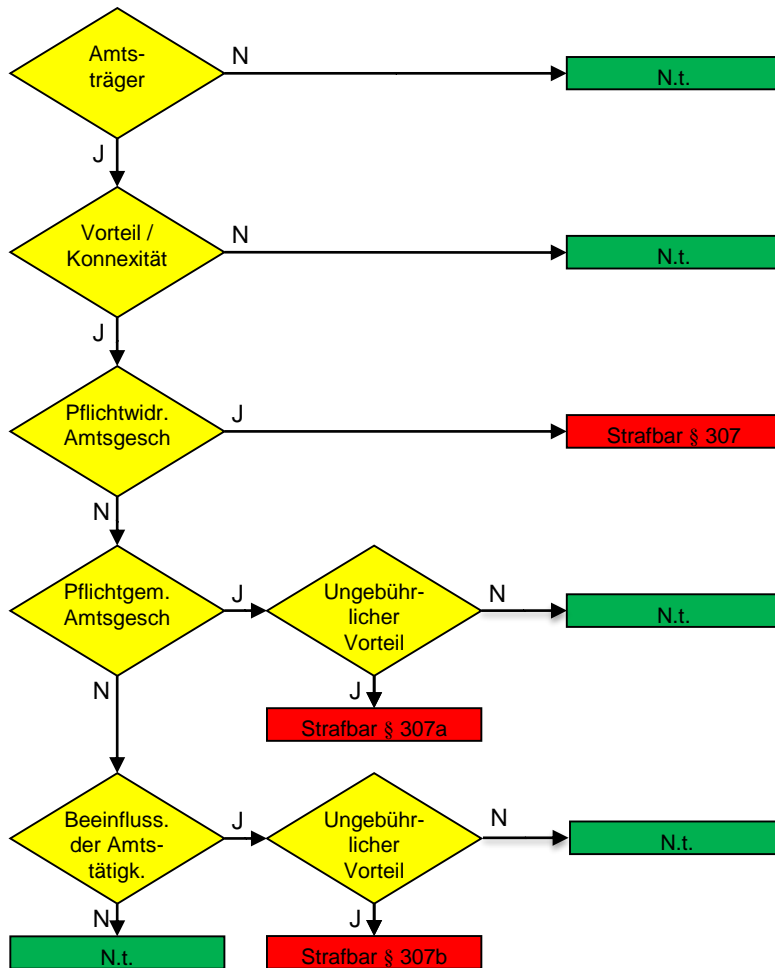 Amts-
träger
N
N.t.
J
Vorteil /
Konnexität
N
N.t.
J
Pflichtwidr.
Amtsgesch
J
Strafbar § 307
N
Pflichtgem.
Amtsgesch
J
Ungebühr-
licher
Vorteil
N
N.t.
N
J
Strafbar § 307a
Beeinfluss.
der Amts-
tätigk.
J
Ungebühr-
licher
Vorteil
N
N.t.
N
J
N.t.
Strafbar § 307b